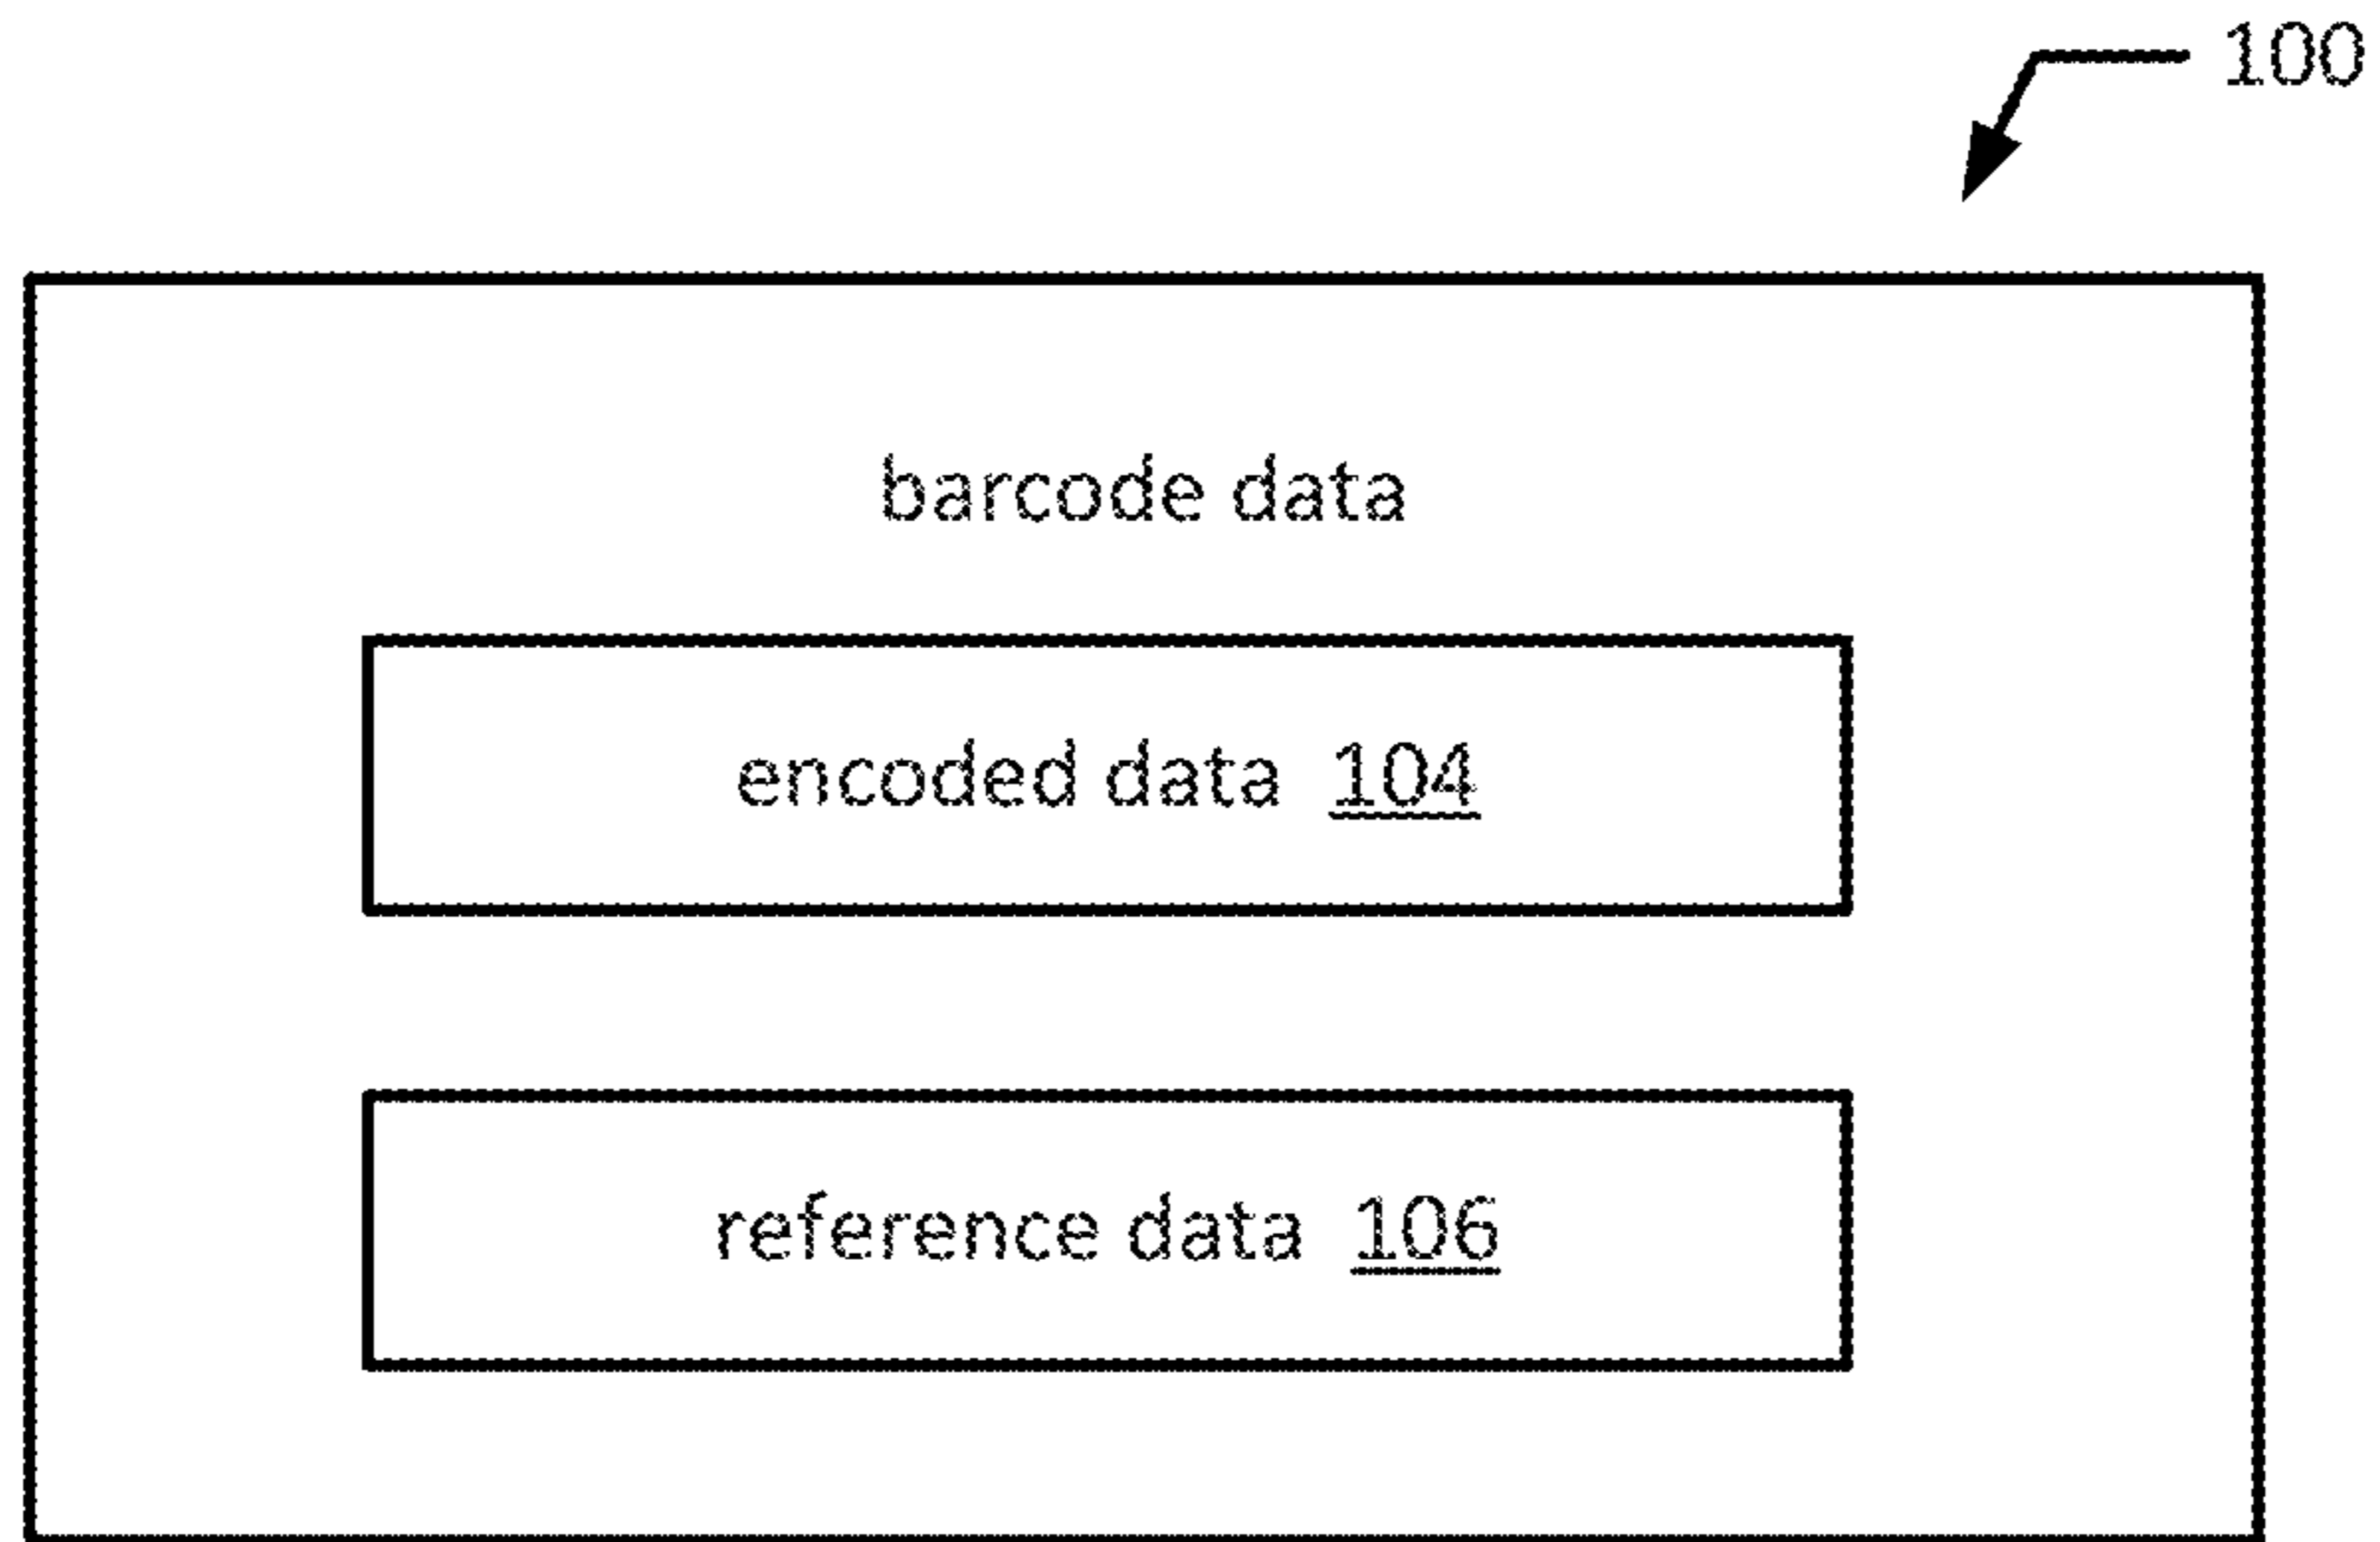 100
barcode data
encoded data 104
reference data 106